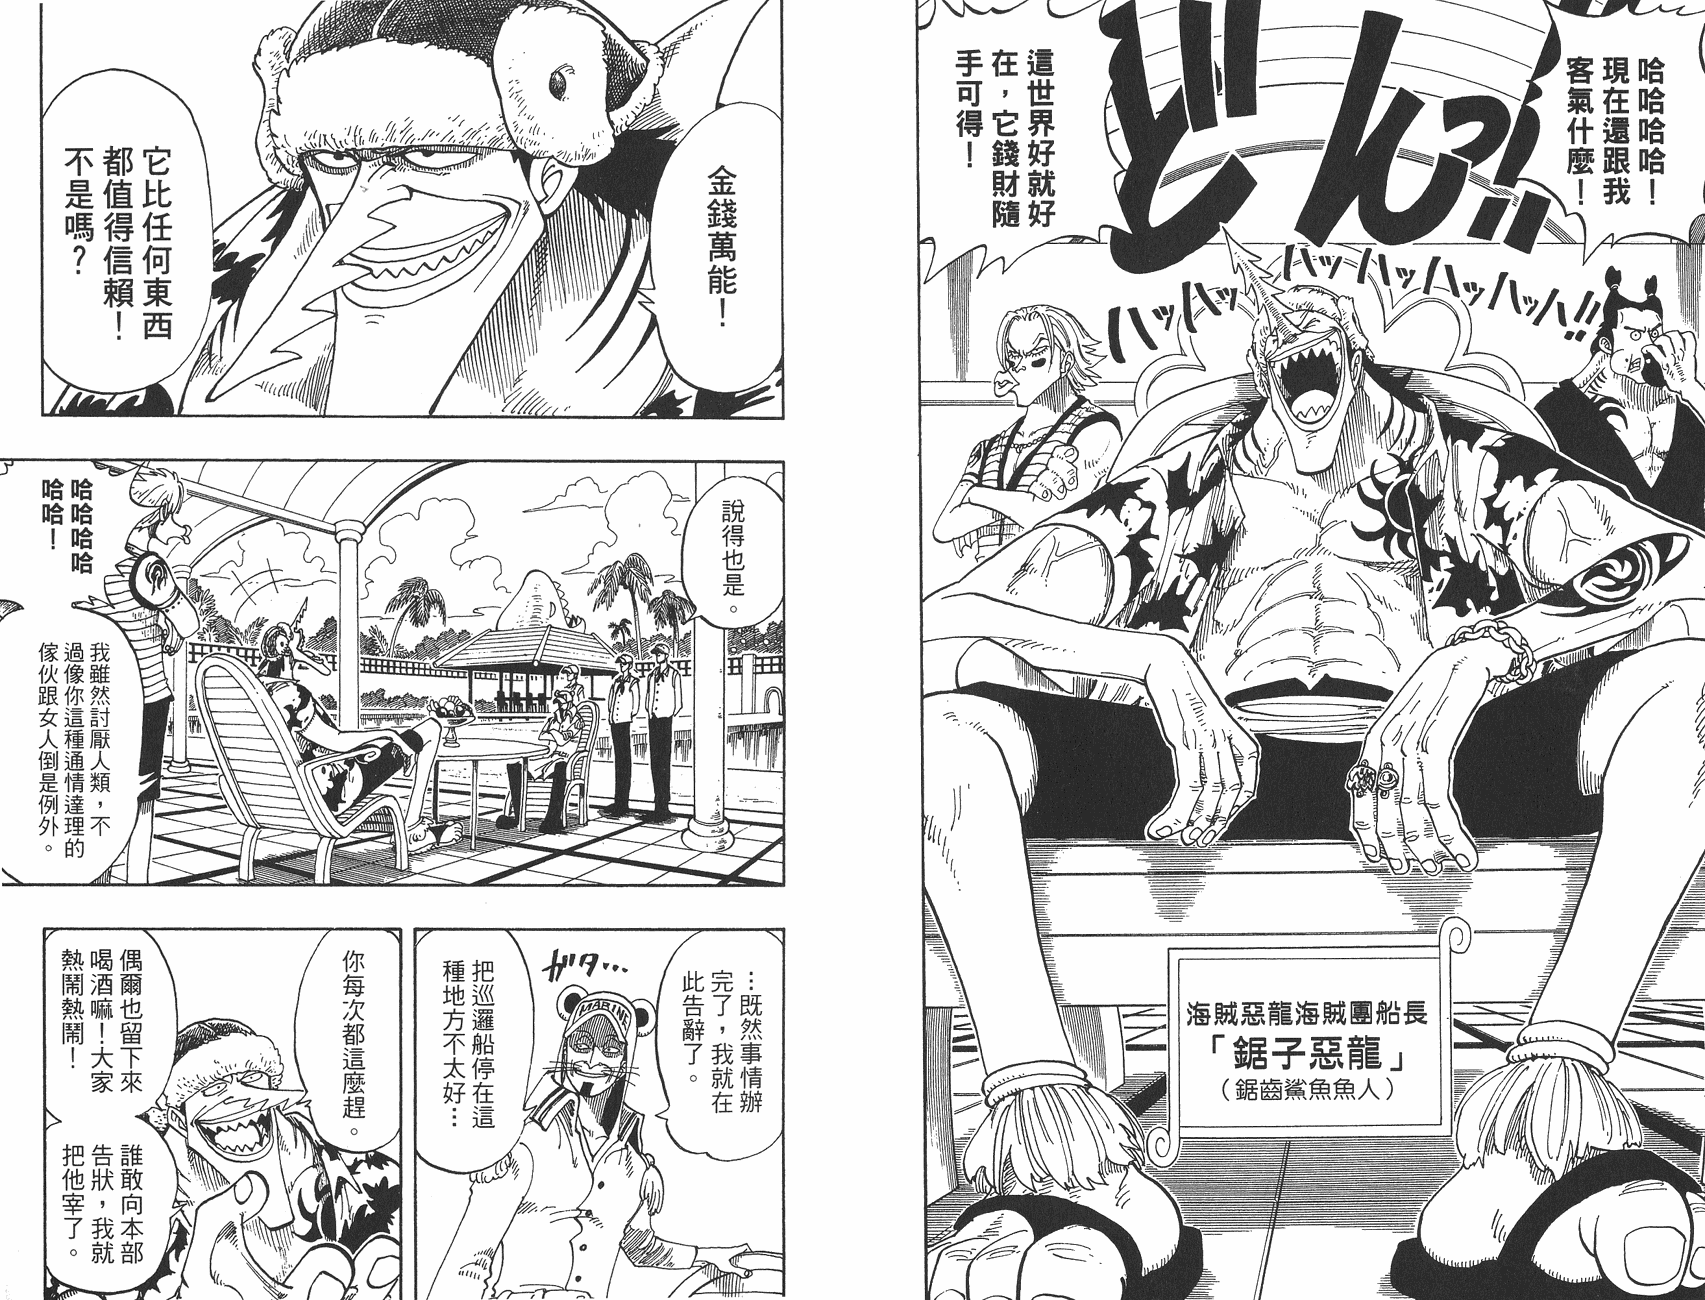 哈哈哈哈！
現在還跟我
客氣什麼！
這世界好就好
在，它錢財隨
手可得！
どん!!
ハッハッハッハッハッハッハ!!
海賊惡龍海賊團船長
「鋸子惡龍」
（鋸齒鯊魚魚人）
金錢萬能！
它比任何東西
都值得信賴！
不是嗎？
說得也是。
哈哈哈哈
哈哈！
我雖然討厭人類，不
過像你這種通情達理的
傢伙跟女人倒是例外。
…既然事情辦
完了，我就在
此告辭了。
ガタ…
MARINE
把巡邏船停在這
種地方不太好…
你每次都這麼趕。
偶爾也留下來
喝酒嘛！大家
熱鬧熱鬧！
誰敢向本部
告狀，我就
把他宰了。